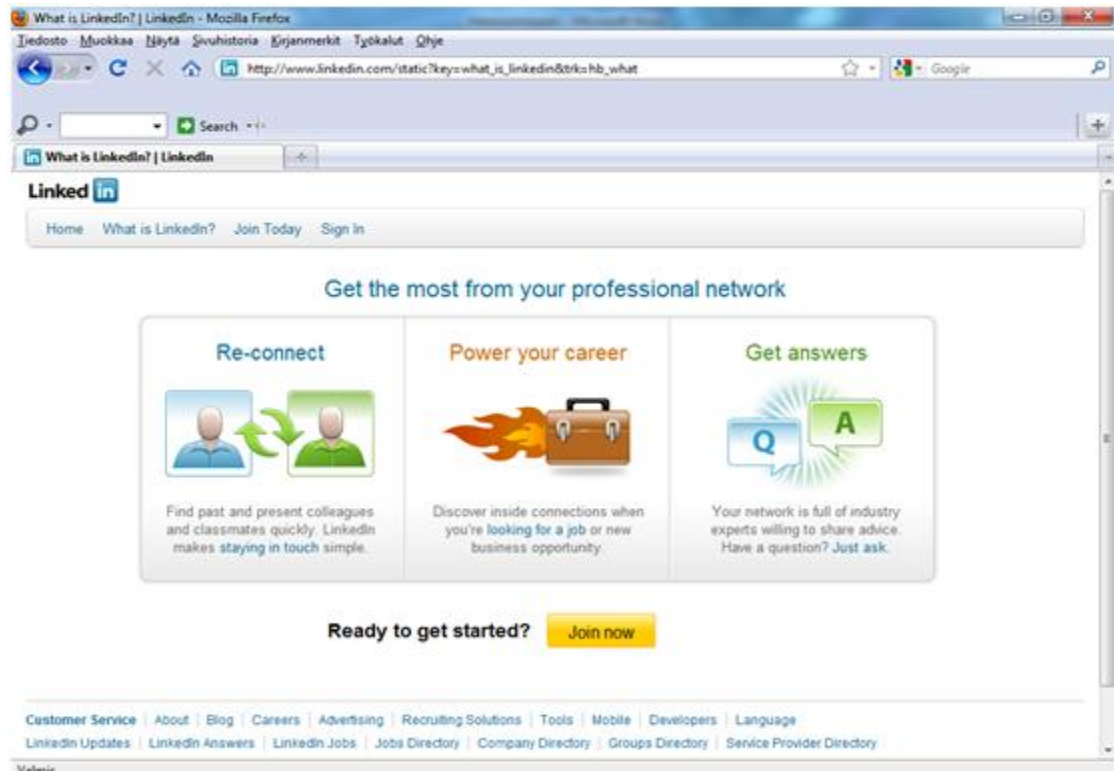 What is LinkedIn? | LinkedIn - Mozilla Firefox
Tiedosto Muokkaa Näytä Sivuhistoria Kirjanmerkit Työkalut Ohje
http://www.linkedin.com/static?key=what_is_linkedin&trk=hb_what Google
Search
What is LinkedIn? | LinkedIn
Linked in
Home What is LinkedIn? Join Today Sign In
Get the most from your professional network
Re-connect Power your career Get answers
Q A
Find past and present colleagues Discover inside connections when Your network is full of industry
and classmates quickly. LinkedIn you're looking for a job or new experts willing to share advice.
makes staying in touch simple. business opportunity. Have a question? Just ask.
Ready to get started? Join now
Customer Service | About | Blog | Careers | Advertising | Recruiting Solutions | Tools | Mobile | Developers | Language
LinkedIn Updates | LinkedIn Answers | LinkedIn Jobs | Jobs Directory | Company Directory | Groups Directory | Service Provider Directory